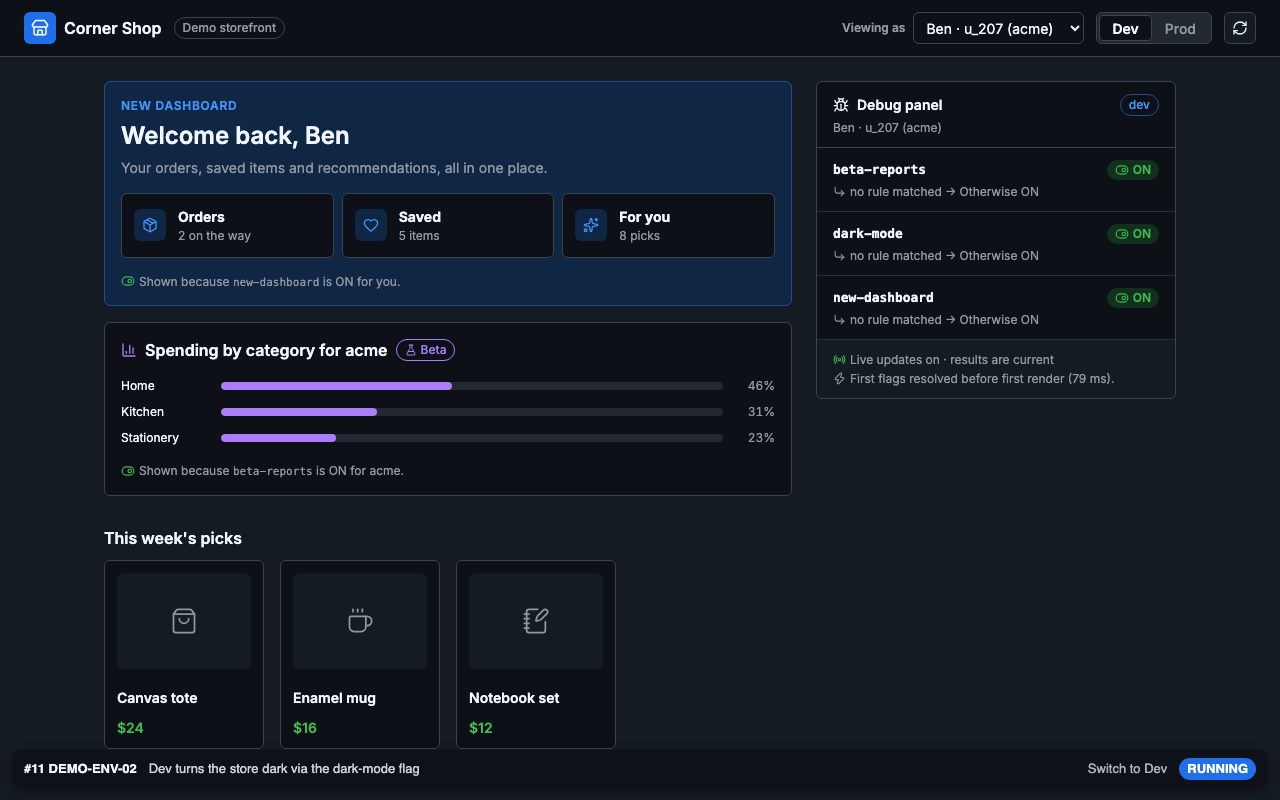 Corner Shop
Demo storefront
Viewing as
Ben · u_207 (acme)
Dev
Prod
NEW DASHBOARD
Welcome back, Ben
Your orders, saved items and recommendations, all in one place.
Orders
2 on the way
Saved
5 items
For you
8 picks
Shown because new-dashboard is ON for you.
Spending by category for acme
Beta
Home
46%
Kitchen
31%
Stationery
23%
Shown because beta-reports is ON for acme.
This week's picks
Canvas tote
$24
Enamel mug
$16
Notebook set
$12
Debug panel
dev
Ben · u_207 (acme)
beta-reports
ON
↳ no rule matched → Otherwise ON
dark-mode
ON
↳ no rule matched → Otherwise ON
new-dashboard
ON
↳ no rule matched → Otherwise ON
Live updates on · results are current
First flags resolved before first render (79 ms).
#11 DEMO-ENV-02
Dev turns the store dark via the dark-mode flag
Switch to Dev
RUNNING